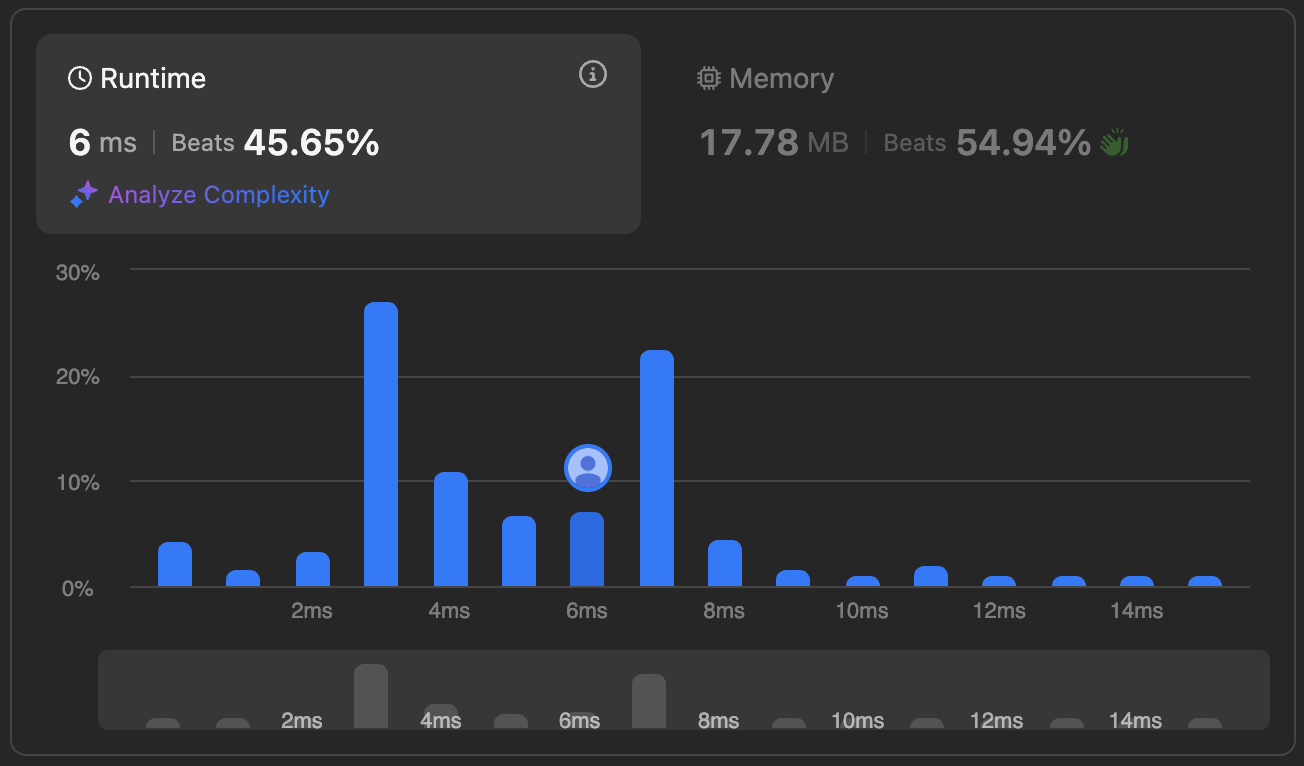 Runtime
6 ms | Beats 45.65%
Analyze Complexity
Memory
17.78 MB | Beats 54.94%
30%
20%
10%
0%
2ms 4ms 6ms 8ms 10ms 12ms 14ms
2ms 4ms 6ms 8ms 10ms 12ms 14ms